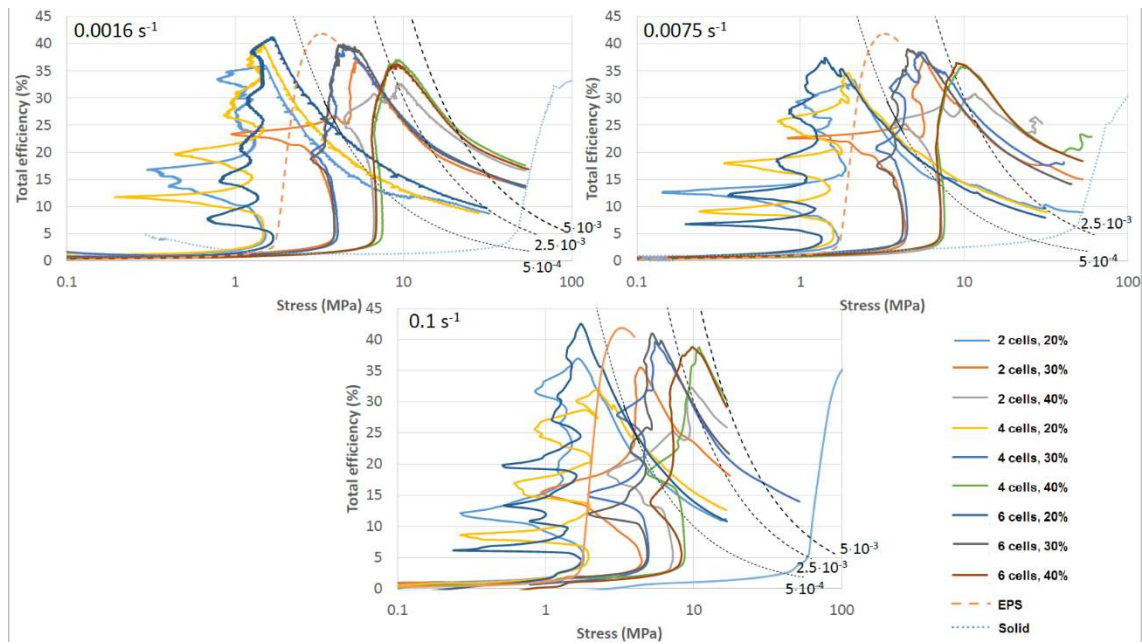 0.0016 s⁻¹
Total efficiency (%)
45
40
35
30
25
20
15
10
5
0
0.1 1 10 100
Stress (MPa)
5·10⁻³
2.5·10⁻³
5·10⁻⁴
0.0075 s⁻¹
Total Efficiency (%)
45
40
35
30
25
20
15
10
5
0
0.1 1 10 100
Stress (MPa)
5·10⁻³
2.5·10⁻³
5·10⁻⁴
0.1 s⁻¹
Total efficiency (%)
45
40
35
30
25
20
15
10
5
0
0.1 1 10 100
Stress (MPa)
5·10⁻³
2.5·10⁻³
5·10⁻⁴
2 cells, 20%
2 cells, 30%
2 cells, 40%
4 cells, 20%
4 cells, 30%
4 cells, 40%
6 cells, 20%
6 cells, 30%
6 cells, 40%
EPS
Solid